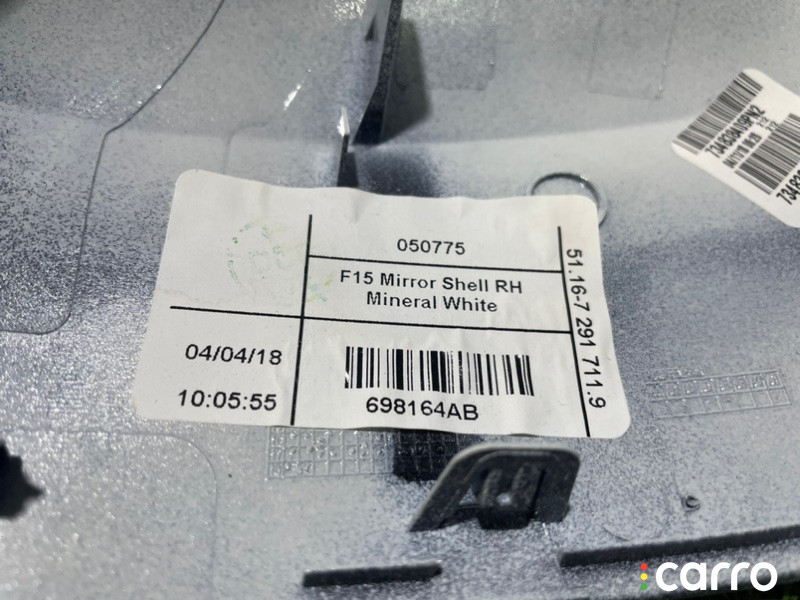 050775
F15 Mirror Shell RH
Mineral White
51.16-7 291 711.9
04/04/18
10:05:55
698164AB
carro